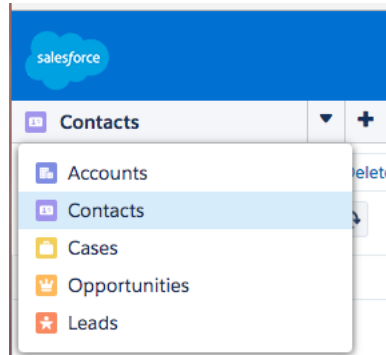 salesforce
Contacts
Accounts
Contacts
Cases
Opportunities
Leads